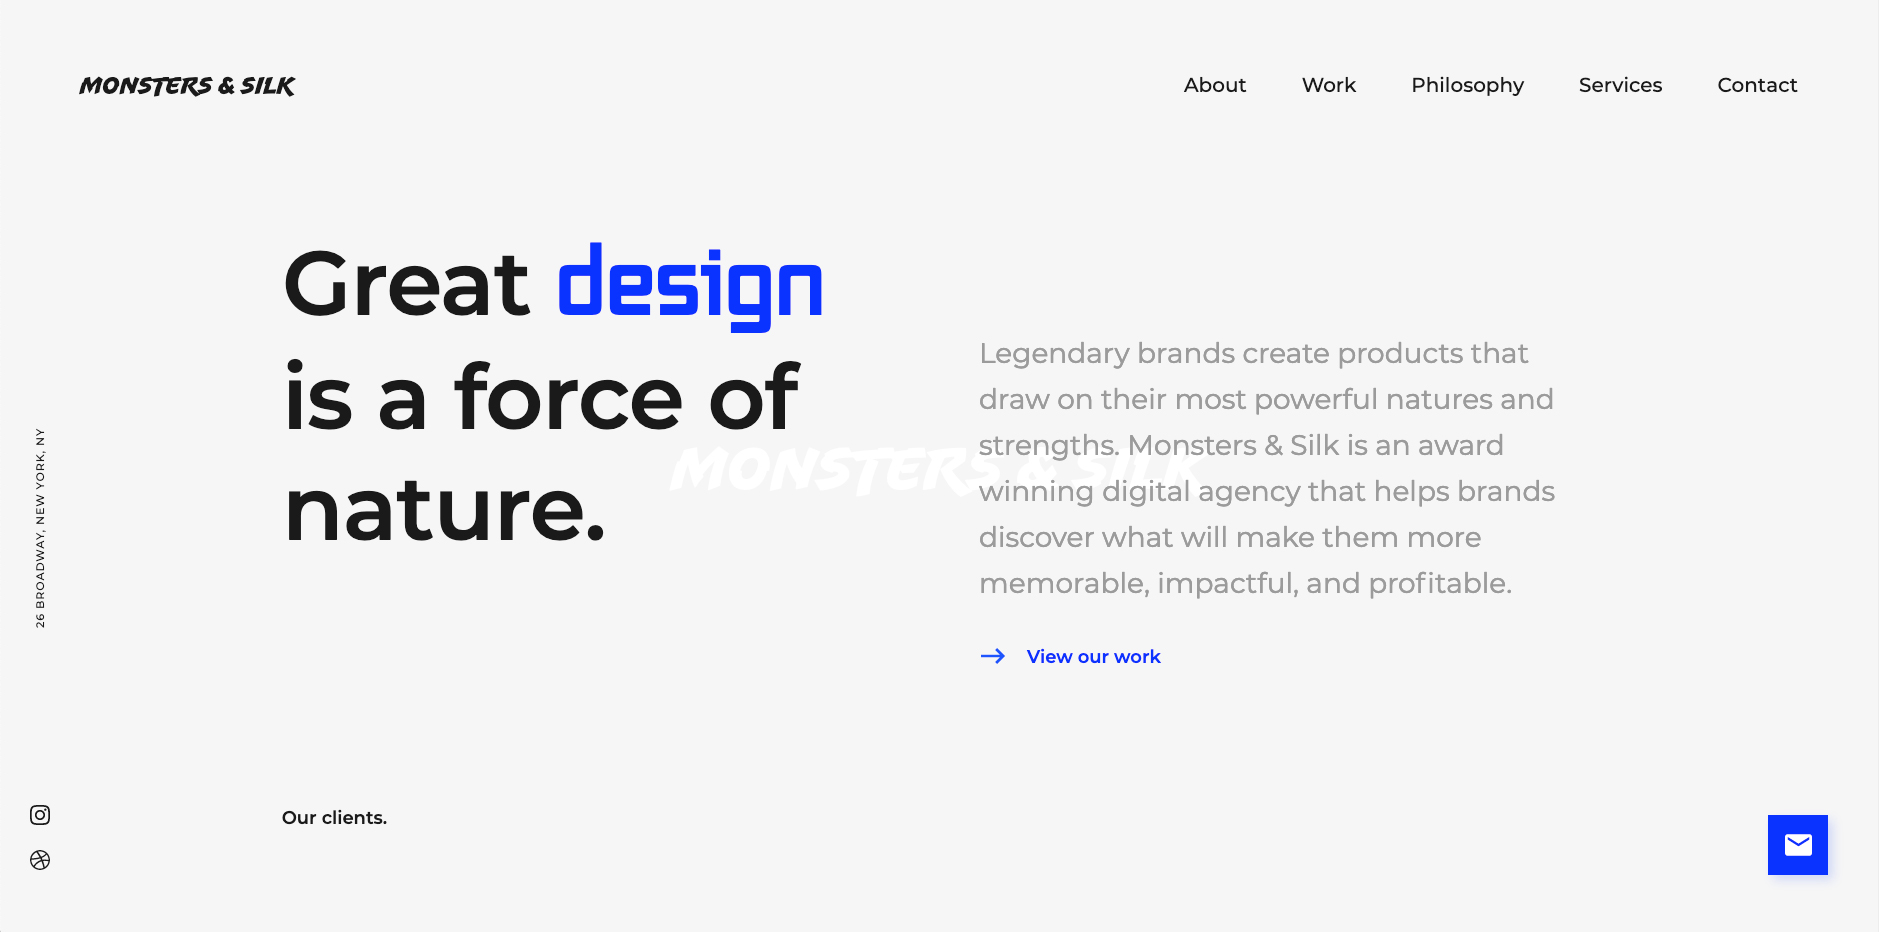 MONSTERS & SILK
About Work Philosophy Services Contact
Great design
is a force of
nature.
MONSTERS & SILK
Legendary brands create products that
draw on their most powerful natures and
strengths. Monsters & Silk is an award
winning digital agency that helps brands
discover what will make them more
memorable, impactful, and profitable.
View our work
26 BROADWAY, NEW YORK, NY
Our clients.